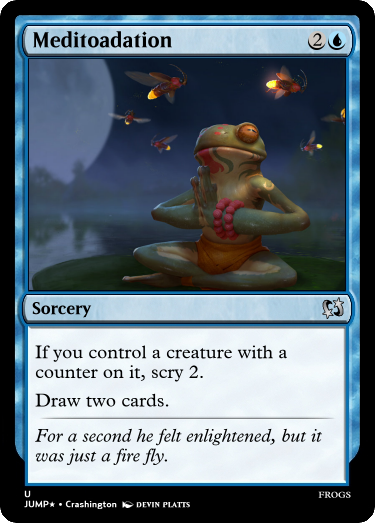 Meditoadation 2
Sorcery
If you control a creature with a
counter on it, scry 2.
Draw two cards.
For a second he felt enlightened, but it
was just a fire fly.
U FROGS
JUMP★ • Crashington DEVIN PLATTS